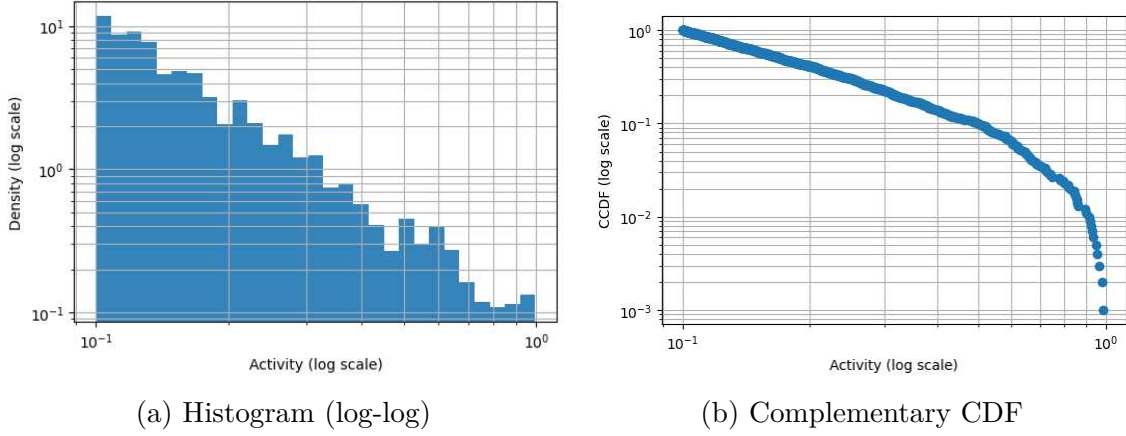 10¹
10⁰
10⁻¹
Density (log scale)
10⁻¹
10⁰
Activity (log scale)
(a) Histogram (log-log)
10⁰
10⁻¹
10⁻²
10⁻³
CCDF (log scale)
10⁻¹
10⁰
Activity (log scale)
(b) Complementary CDF